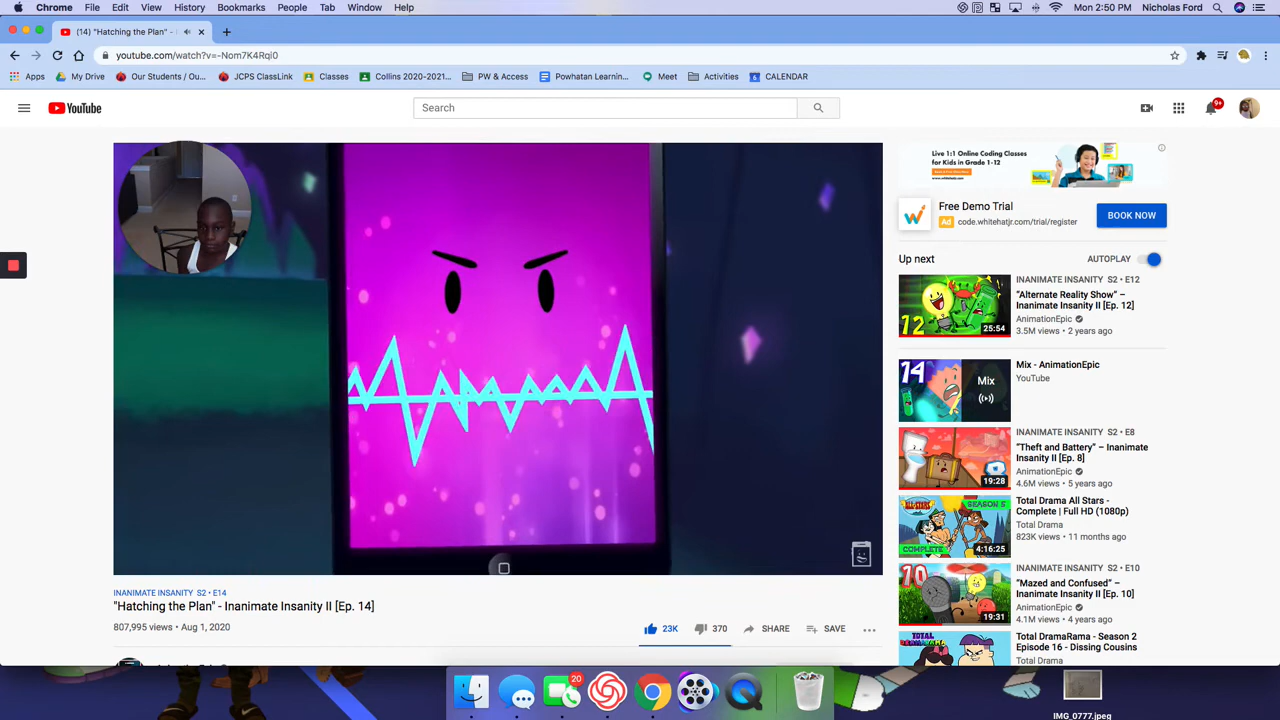 Chrome File Edit View History Bookmarks People Tab Window Help
Mon 2:50 PM Nicholas Ford
(14) "Hatching the Plan" -
youtube.com/watch?v=-Nom7K4Rqi0
Apps My Drive Our Students / Ou... JCPS ClassLink Classes Collins 2020-2021... PW & Access Powhatan Learnin... Meet Activities CALENDAR
YouTube
Search
9+
Live 1:1 Online Coding Classes
for Kids in Grade 1-12
Free Demo Trial
Ad code.whitehatjr.com/trial/register
BOOK NOW
Up next
AUTOPLAY
INANIMATE INSANITY S2 • E12
"Alternate Reality Show" –
Inanimate Insanity II [Ep. 12]
AnimationEpic
3.5M views • 2 years ago
12
25:54
Mix - AnimationEpic
YouTube
14
Mix
INANIMATE INSANITY S2 • E8
"Theft and Battery" – Inanimate
Insanity II [Ep. 8]
AnimationEpic
4.6M views • 5 years ago
19:28
Total Drama All Stars -
Complete | Full HD (1080p)
Total Drama
823K views • 11 months ago
SEASON 5
COMPLETE
4:16:25
INANIMATE INSANITY S2 • E10
"Mazed and Confused" –
Inanimate Insanity II [Ep. 10]
AnimationEpic
4.1M views • 4 years ago
10
19:31
Total DramaRama - Season 2
Episode 16 - Dissing Cousins
Total Drama
INANIMATE INSANITY S2 • E14
"Hatching the Plan" - Inanimate Insanity II [Ep. 14]
807,995 views • Aug 1, 2020
23K 370 SHARE SAVE
20
IMG_0777.jpeg